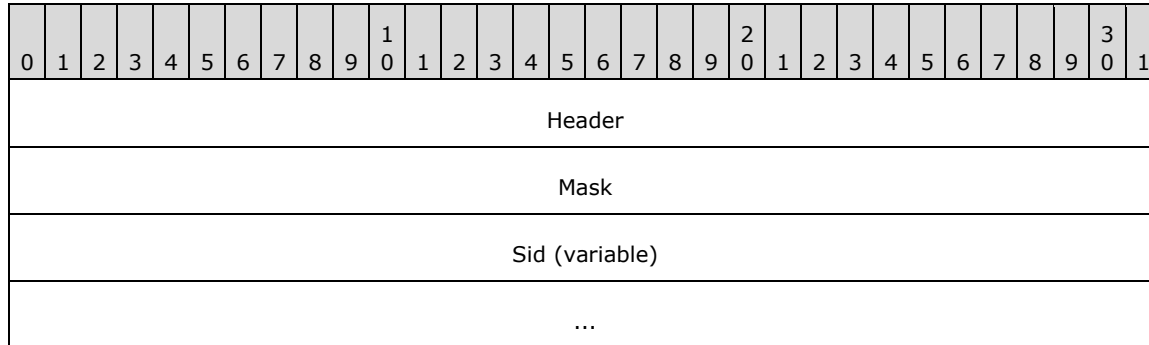 0 1 2 3 4 5 6 7 8 9 1 0 1 2 3 4 5 6 7 8 9 2 0 1 2 3 4 5 6 7 8 9 3 0 1
Header
Mask
Sid (variable)
...